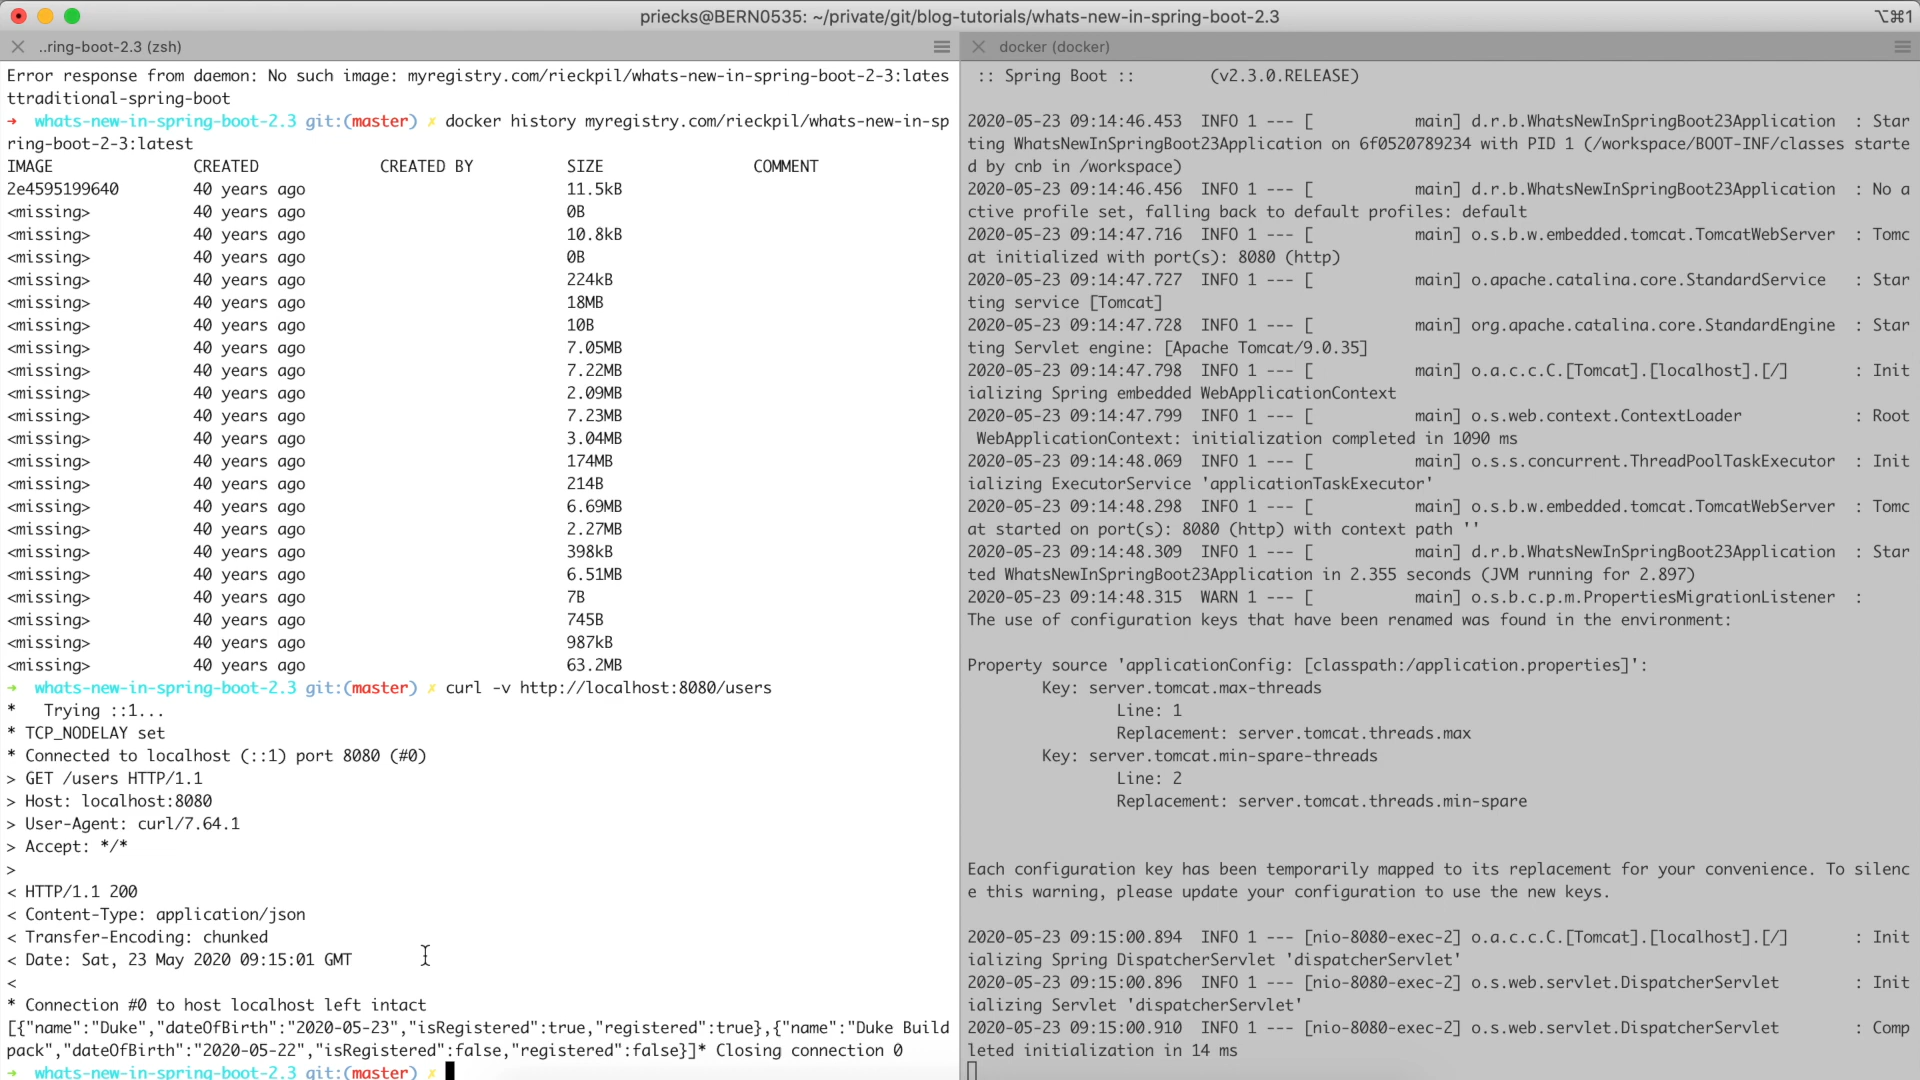 priecks@BERN0535: ~/private/git/blog-tutorials/whats-new-in-spring-boot-2.3
⌥⌘1
..ring-boot-2.3 (zsh)
Error response from daemon: No such image: myregistry.com/rieckpil/whats-new-in-spring-boot-2-3:lates
ttraditional-spring-boot
➜ whats-new-in-spring-boot-2.3 git:(master) ✗ docker history myregistry.com/rieckpil/whats-new-in-sp
ring-boot-2-3:latest
IMAGE CREATED CREATED BY SIZE COMMENT
2e4595199640 40 years ago 11.5kB
<missing> 40 years ago 0B
<missing> 40 years ago 10.8kB
<missing> 40 years ago 0B
<missing> 40 years ago 224kB
<missing> 40 years ago 18MB
<missing> 40 years ago 10B
<missing> 40 years ago 7.05MB
<missing> 40 years ago 7.22MB
<missing> 40 years ago 2.09MB
<missing> 40 years ago 7.23MB
<missing> 40 years ago 3.04MB
<missing> 40 years ago 174MB
<missing> 40 years ago 214B
<missing> 40 years ago 6.69MB
<missing> 40 years ago 2.27MB
<missing> 40 years ago 398kB
<missing> 40 years ago 6.51MB
<missing> 40 years ago 7B
<missing> 40 years ago 745B
<missing> 40 years ago 987kB
<missing> 40 years ago 63.2MB
➜ whats-new-in-spring-boot-2.3 git:(master) ✗ curl -v http://localhost:8080/users
* Trying ::1...
* TCP_NODELAY set
* Connected to localhost (::1) port 8080 (#0)
> GET /users HTTP/1.1
> Host: localhost:8080
> User-Agent: curl/7.64.1
> Accept: */*
>
< HTTP/1.1 200
< Content-Type: application/json
< Transfer-Encoding: chunked
< Date: Sat, 23 May 2020 09:15:01 GMT
<
* Connection #0 to host localhost left intact
[{"name":"Duke","dateOfBirth":"2020-05-23","isRegistered":true,"registered":true},{"name":"Duke Build
pack","dateOfBirth":"2020-05-22","isRegistered":false,"registered":false}]* Closing connection 0
➜ whats-new-in-spring-boot-2.3 git:(master) ✗
docker (docker)
:: Spring Boot :: (v2.3.0.RELEASE)
2020-05-23 09:14:46.453 INFO 1 --- [ main] d.r.b.WhatsNewInSpringBoot23Application : Star
ting WhatsNewInSpringBoot23Application on 6f0520789234 with PID 1 (/workspace/BOOT-INF/classes starte
d by cnb in /workspace)
2020-05-23 09:14:46.456 INFO 1 --- [ main] d.r.b.WhatsNewInSpringBoot23Application : No a
ctive profile set, falling back to default profiles: default
2020-05-23 09:14:47.716 INFO 1 --- [ main] o.s.b.w.embedded.tomcat.TomcatWebServer : Tomc
at initialized with port(s): 8080 (http)
2020-05-23 09:14:47.727 INFO 1 --- [ main] o.apache.catalina.core.StandardService : Star
ting service [Tomcat]
2020-05-23 09:14:47.728 INFO 1 --- [ main] org.apache.catalina.core.StandardEngine : Star
ting Servlet engine: [Apache Tomcat/9.0.35]
2020-05-23 09:14:47.798 INFO 1 --- [ main] o.a.c.c.C.[Tomcat].[localhost].[/] : Init
ializing Spring embedded WebApplicationContext
2020-05-23 09:14:47.799 INFO 1 --- [ main] o.s.web.context.ContextLoader : Root
WebApplicationContext: initialization completed in 1090 ms
2020-05-23 09:14:48.069 INFO 1 --- [ main] o.s.s.concurrent.ThreadPoolTaskExecutor : Init
ializing ExecutorService 'applicationTaskExecutor'
2020-05-23 09:14:48.298 INFO 1 --- [ main] o.s.b.w.embedded.tomcat.TomcatWebServer : Tomc
at started on port(s): 8080 (http) with context path ''
2020-05-23 09:14:48.309 INFO 1 --- [ main] d.r.b.WhatsNewInSpringBoot23Application : Star
ted WhatsNewInSpringBoot23Application in 2.355 seconds (JVM running for 2.897)
2020-05-23 09:14:48.315 WARN 1 --- [ main] o.s.b.c.p.m.PropertiesMigrationListener :
The use of configuration keys that have been renamed was found in the environment:
Property source 'applicationConfig: [classpath:/application.properties]':
Key: server.tomcat.max-threads
Line: 1
Replacement: server.tomcat.threads.max
Key: server.tomcat.min-spare-threads
Line: 2
Replacement: server.tomcat.threads.min-spare
Each configuration key has been temporarily mapped to its replacement for your convenience. To silenc
e this warning, please update your configuration to use the new keys.
2020-05-23 09:15:00.894 INFO 1 --- [nio-8080-exec-2] o.a.c.c.C.[Tomcat].[localhost].[/] : Init
ializing Spring DispatcherServlet 'dispatcherServlet'
2020-05-23 09:15:00.896 INFO 1 --- [nio-8080-exec-2] o.s.web.servlet.DispatcherServlet : Init
ializing Servlet 'dispatcherServlet'
2020-05-23 09:15:00.910 INFO 1 --- [nio-8080-exec-2] o.s.web.servlet.DispatcherServlet : Comp
leted initialization in 14 ms